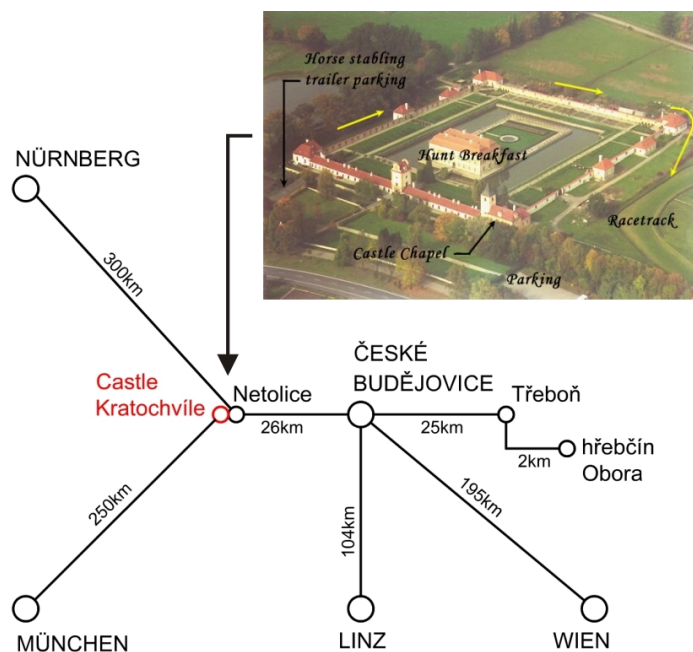 Horse stabling
trailer parking
Hunt Breakfast
Racetrack
Castle Chapel
Parking
NÜRNBERG
300km
ČESKÉ
BUDĚJOVICE
Castle
Kratochvíle
Netolice
Třeboň
26km
25km
hřebčín
Obora
2km
250km
104km
195km
MÜNCHEN
LINZ
WIEN